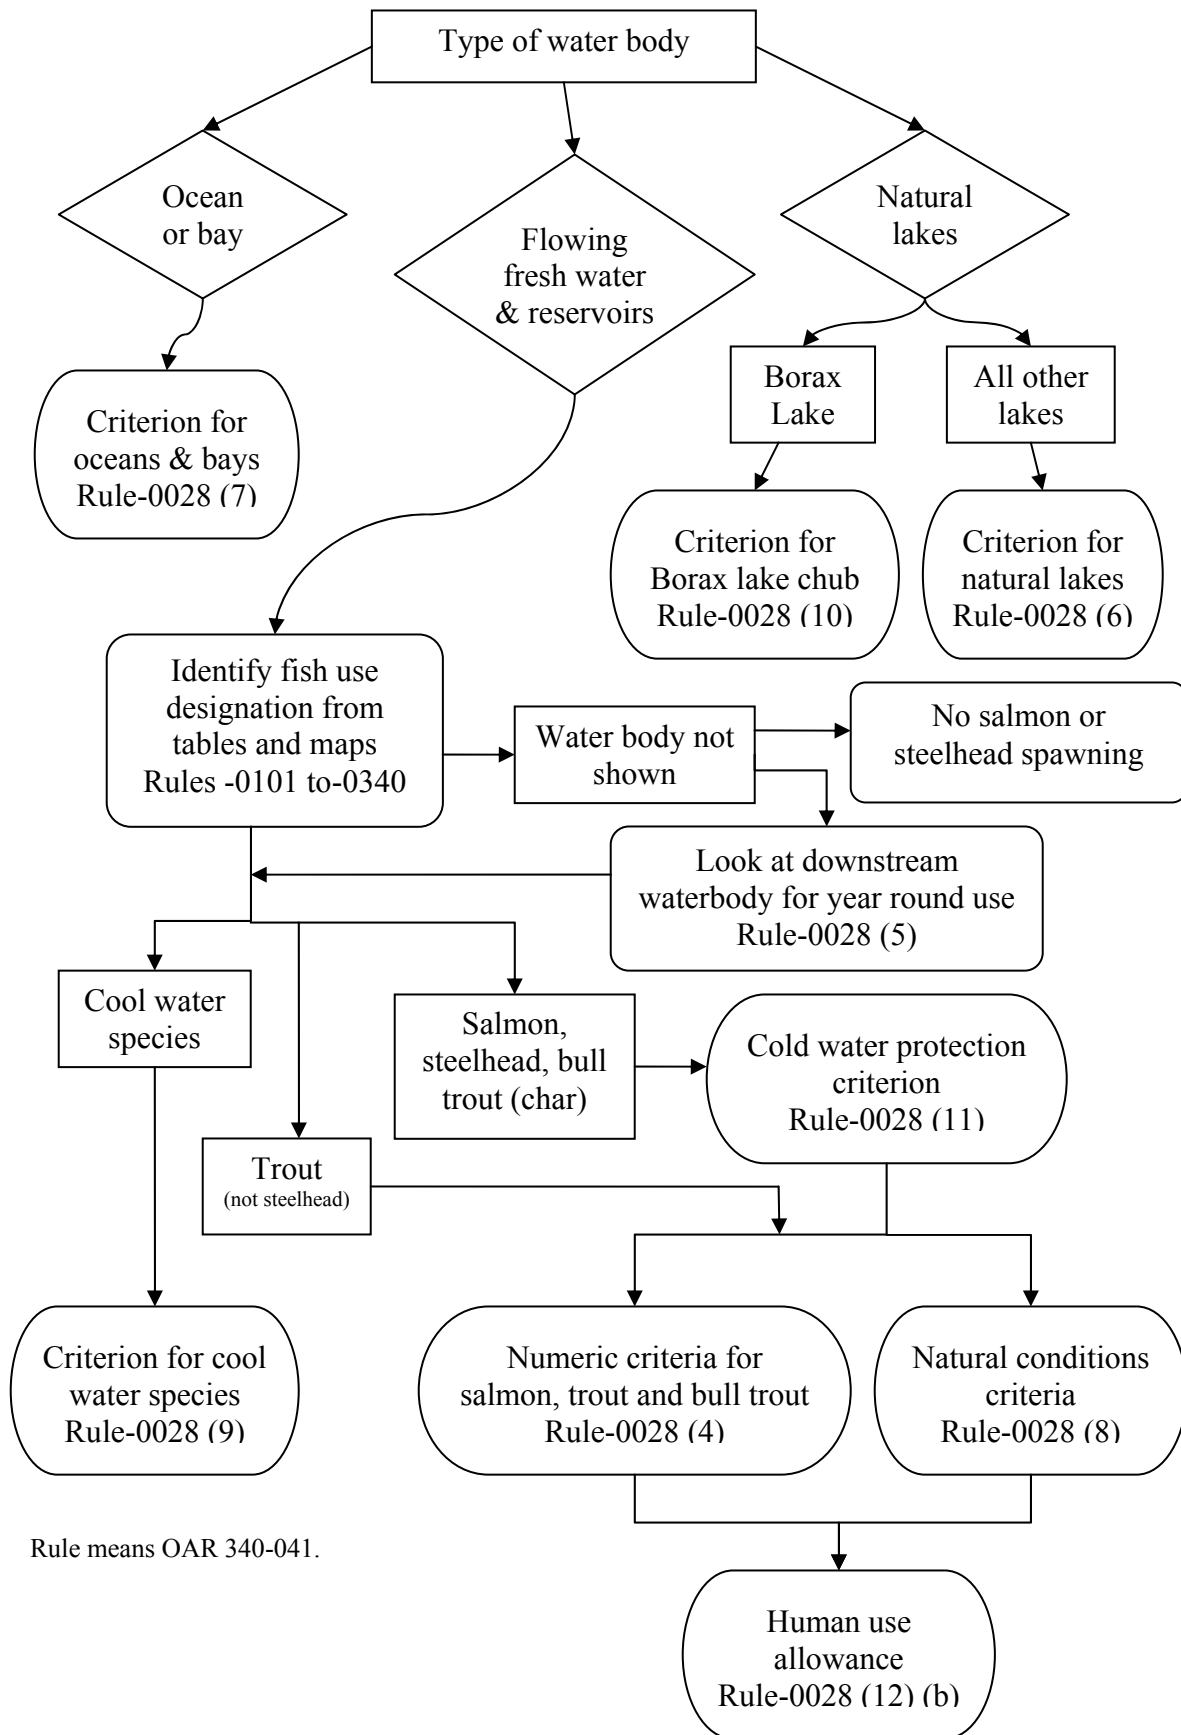 Type of water body
Ocean
or bay
Flowing
fresh water
& reservoirs
Natural
lakes
Borax
Lake
All other
lakes
Criterion for
oceans & bays
Rule-0028 (7)
Criterion for
Borax lake chub
Rule-0028 (10)
Criterion for
natural lakes
Rule-0028 (6)
Identify fish use
designation from
tables and maps
Rules -0101 to-0340
Water body not
shown
No salmon or
steelhead spawning
Look at downstream
waterbody for year round use
Rule-0028 (5)
Cool water
species
Salmon,
steelhead, bull
trout (char)
Cold water protection
criterion
Rule-0028 (11)
Trout
(not steelhead)
Criterion for cool
water species
Rule-0028 (9)
Numeric criteria for
salmon, trout and bull trout
Rule-0028 (4)
Natural conditions
criteria
Rule-0028 (8)
Rule means OAR 340-041.
Human use
allowance
Rule-0028 (12) (b)